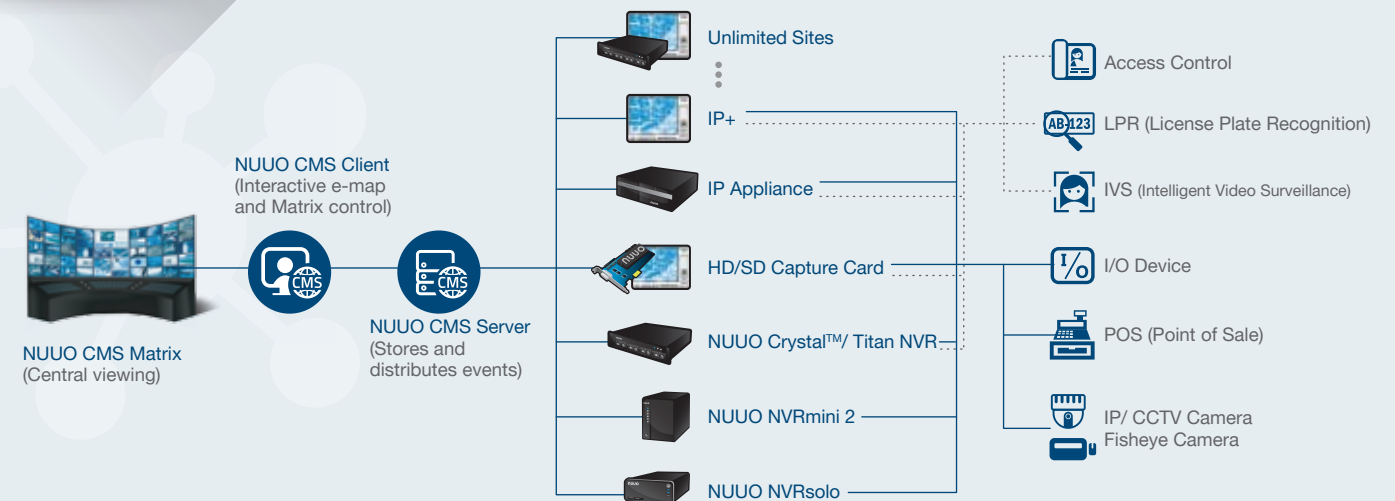 Unlimited Sites
IP+
IP Appliance
HD/SD Capture Card
NUUO Crystal™/ Titan NVR
NUUO NVRmini 2
NUUO NVRsolo
NUUO CMS Client
(Interactive e-map
and Matrix control)
CMS
CMS
NUUO CMS Server
(Stores and
distributes events)
NUUO CMS Matrix
(Central viewing)
nuuo
nuuo
Access Control
AB-123
LPR (License Plate Recognition)
IVS (Intelligent Video Surveillance)
I/O
I/O Device
POS (Point of Sale)
IP/ CCTV Camera
Fisheye Camera